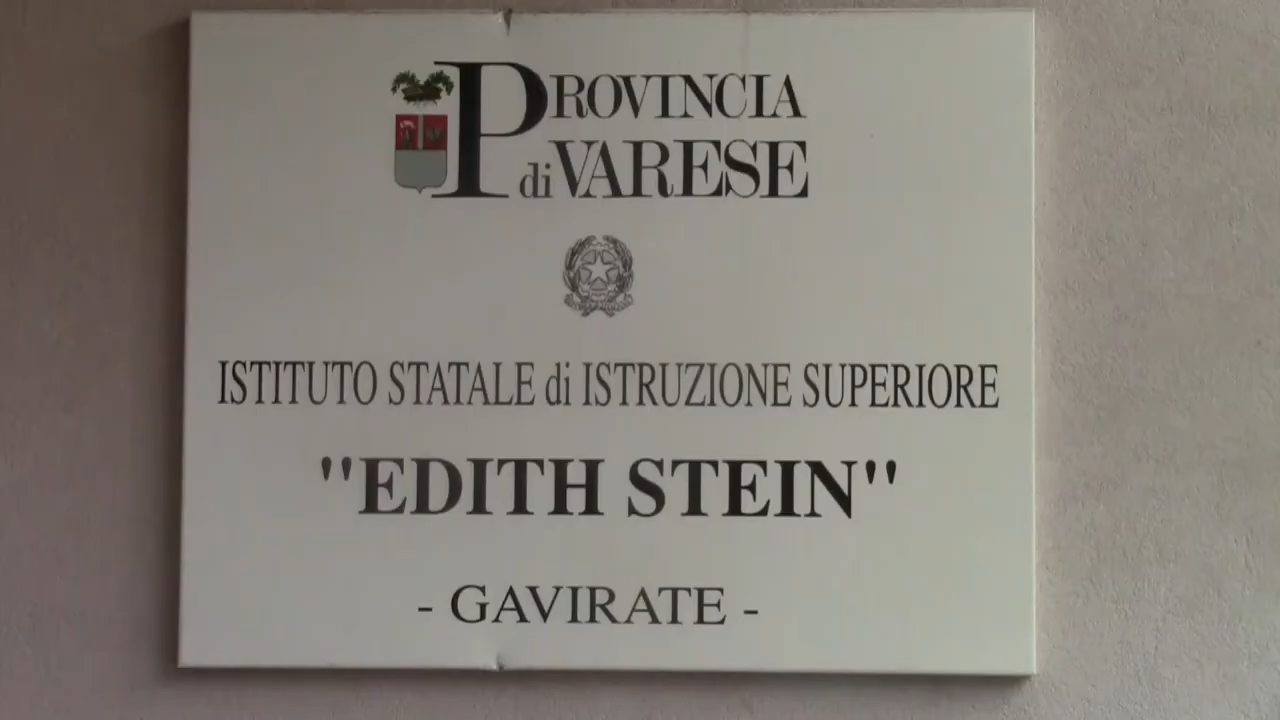 PROVINCIA
di VARESE
ISTITUTO STATALE di ISTRUZIONE SUPERIORE
"EDITH STEIN"
- GAVIRATE -